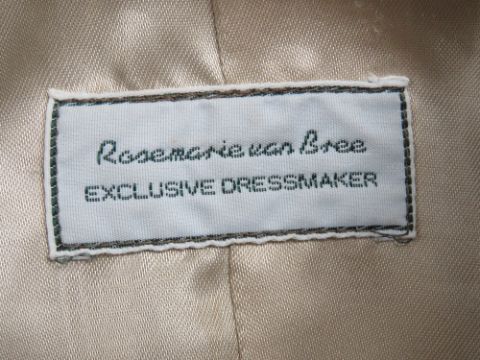 Rosemarie van Bree
EXCLUSIVE DRESSMAKER